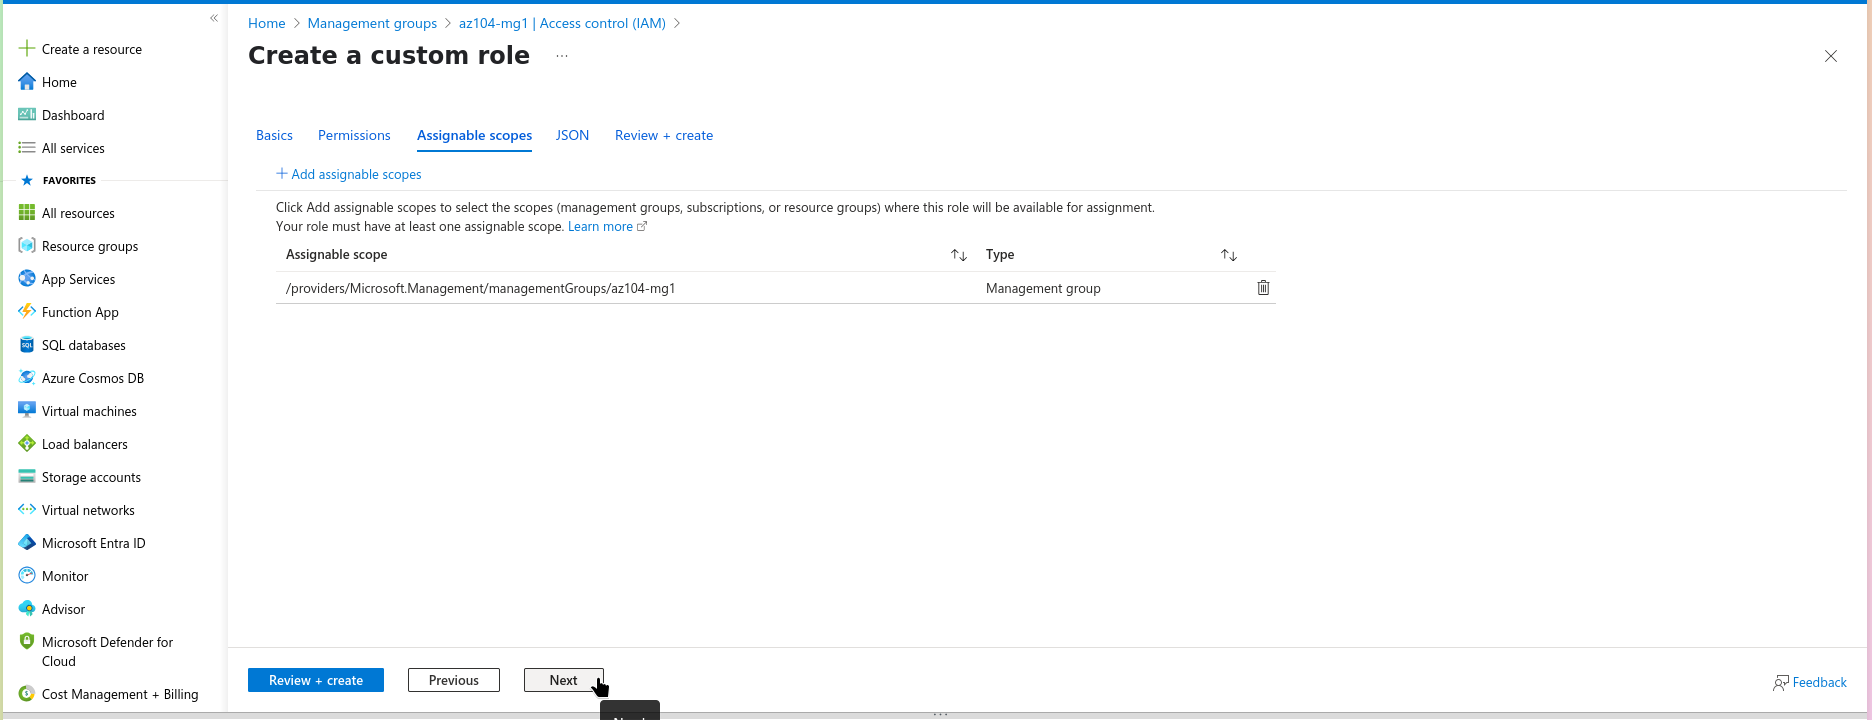 Home > Management groups > az104-mg1 | Access control (IAM) >
Create a custom role ...
«
Create a resource
Home
Dashboard
All services
FAVORITES
All resources
Resource groups
App Services
Function App
SQL databases
Azure Cosmos DB
Virtual machines
Load balancers
Storage accounts
Virtual networks
Microsoft Entra ID
Monitor
Advisor
Microsoft Defender for
Cloud
Cost Management + Billing
Basics Permissions Assignable scopes JSON Review + create
+ Add assignable scopes
Click Add assignable scopes to select the scopes (management groups, subscriptions, or resource groups) where this role will be available for assignment.
Your role must have at least one assignable scope. Learn more
Assignable scope ↑↓ Type ↑↓
/providers/Microsoft.Management/managementGroups/az104-mg1 Management group
Review + create Previous Next
Feedback